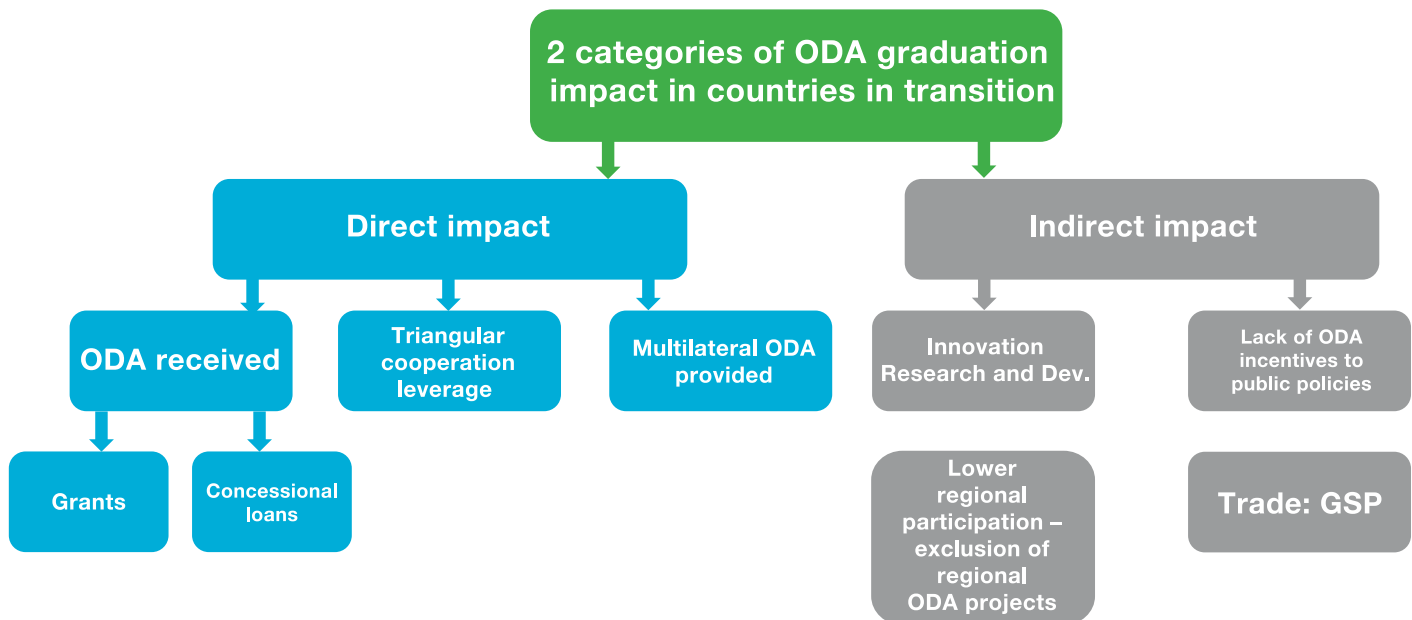 2 categories of ODA graduation
impact in countries in transition
Direct impact
Indirect impact
ODA received
Triangular
cooperation
leverage
Multilateral ODA
provided
Innovation
Research and Dev.
Lack of ODA
incentives to
public policies
Grants
Concessional
loans
Lower
regional
participation –
exclusion of
regional
ODA projects
Trade: GSP